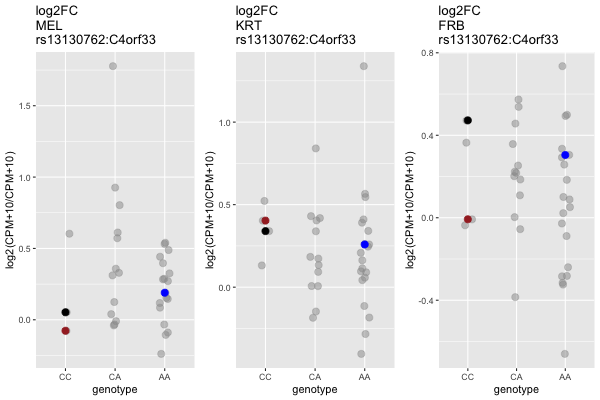 log2FC
MEL
rs13130762:C4orf33
log2(CPM+10/CPM+10)
1.5
1.0
0.5
0.0
CC
CA
AA
genotype
log2FC
KRT
rs13130762:C4orf33
log2(CPM+10/CPM+10)
1.0
0.5
0.0
CC
CA
AA
genotype
log2FC
FRB
rs13130762:C4orf33
log2(CPM+10/CPM+10)
0.8
0.4
0.0
-0.4
CC
CA
AA
genotype